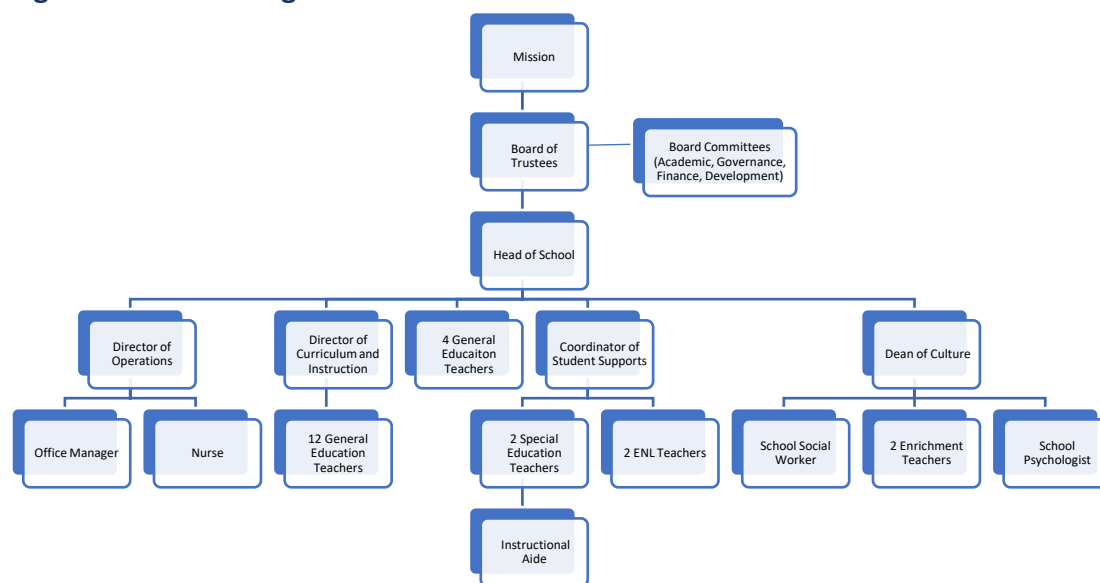 Mission
Board of
Trustees
Board Committees
(Academic, Governance,
Finance, Development)
Head of School
Director of
Operations
Director of
Curriculum and
Instruction
4 General
Educaiton
Teachers
Coordinator of
Student Supports
Dean of Culture
Office Manager
Nurse
12 General
Education
Teachers
2 Special
Education
Teachers
2 ENL Teachers
School Social
Worker
2 Enrichment
Teachers
School
Psychologist
Instructional
Aide